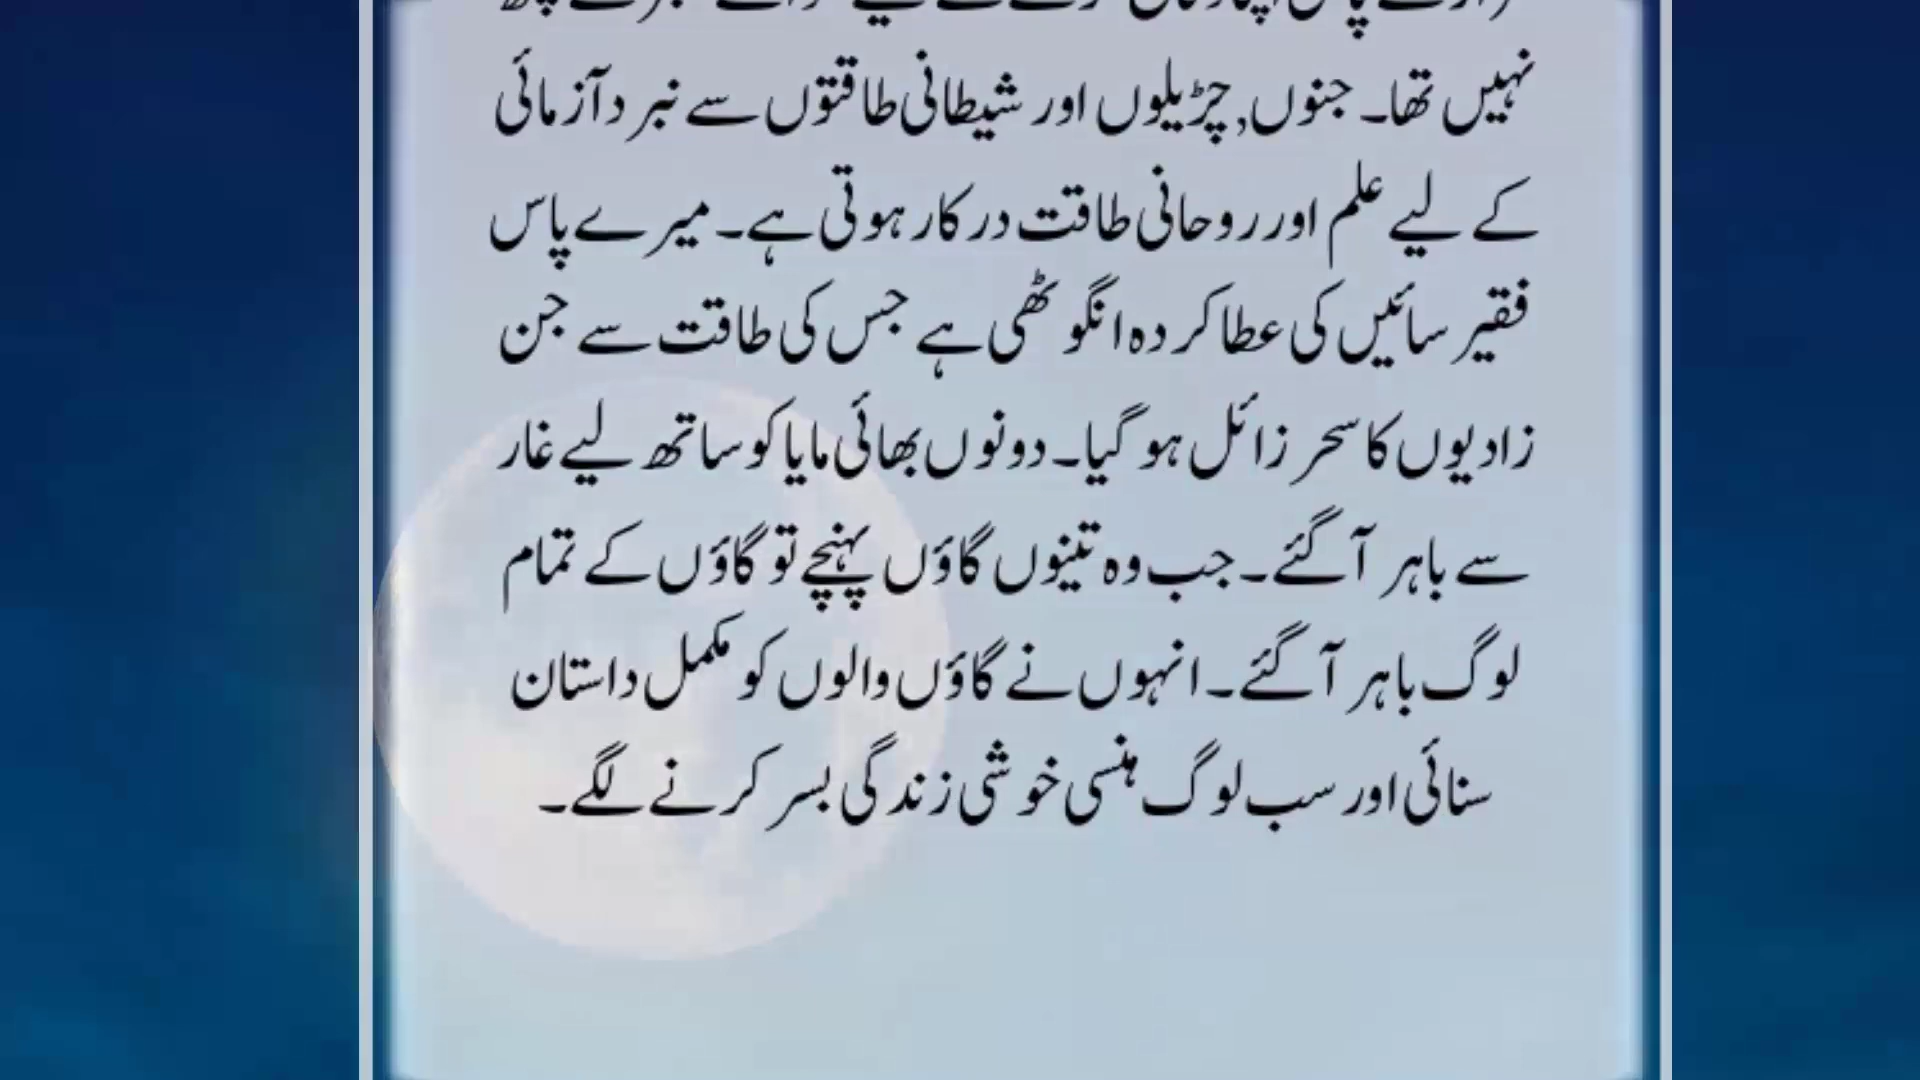 نہیں تھا۔ جنوں, چڑیلوں اور شیطانی طاقتوں سے نبرد آزمائی
کے لیے علم اور روحانی طاقت درکار ہوتی ہے۔ میرے پاس
فقیر سائیں کی عطا کردہ انگوٹھی ہے جس کی طاقت سے جن
زادیوں کا سحر زائل ہو گیا۔ دونوں بھائی مایا کو ساتھ لیے غار
سے باہر آ گئے۔ جب وہ تینوں گاؤں پہنچے تو گاؤں کے تمام
لوگ باہر آ گئے۔ انہوں نے گاؤں والوں کو مکمل داستان
سنائی اور سب لوگ ہنسی خوشی زندگی بسر کرنے لگے۔